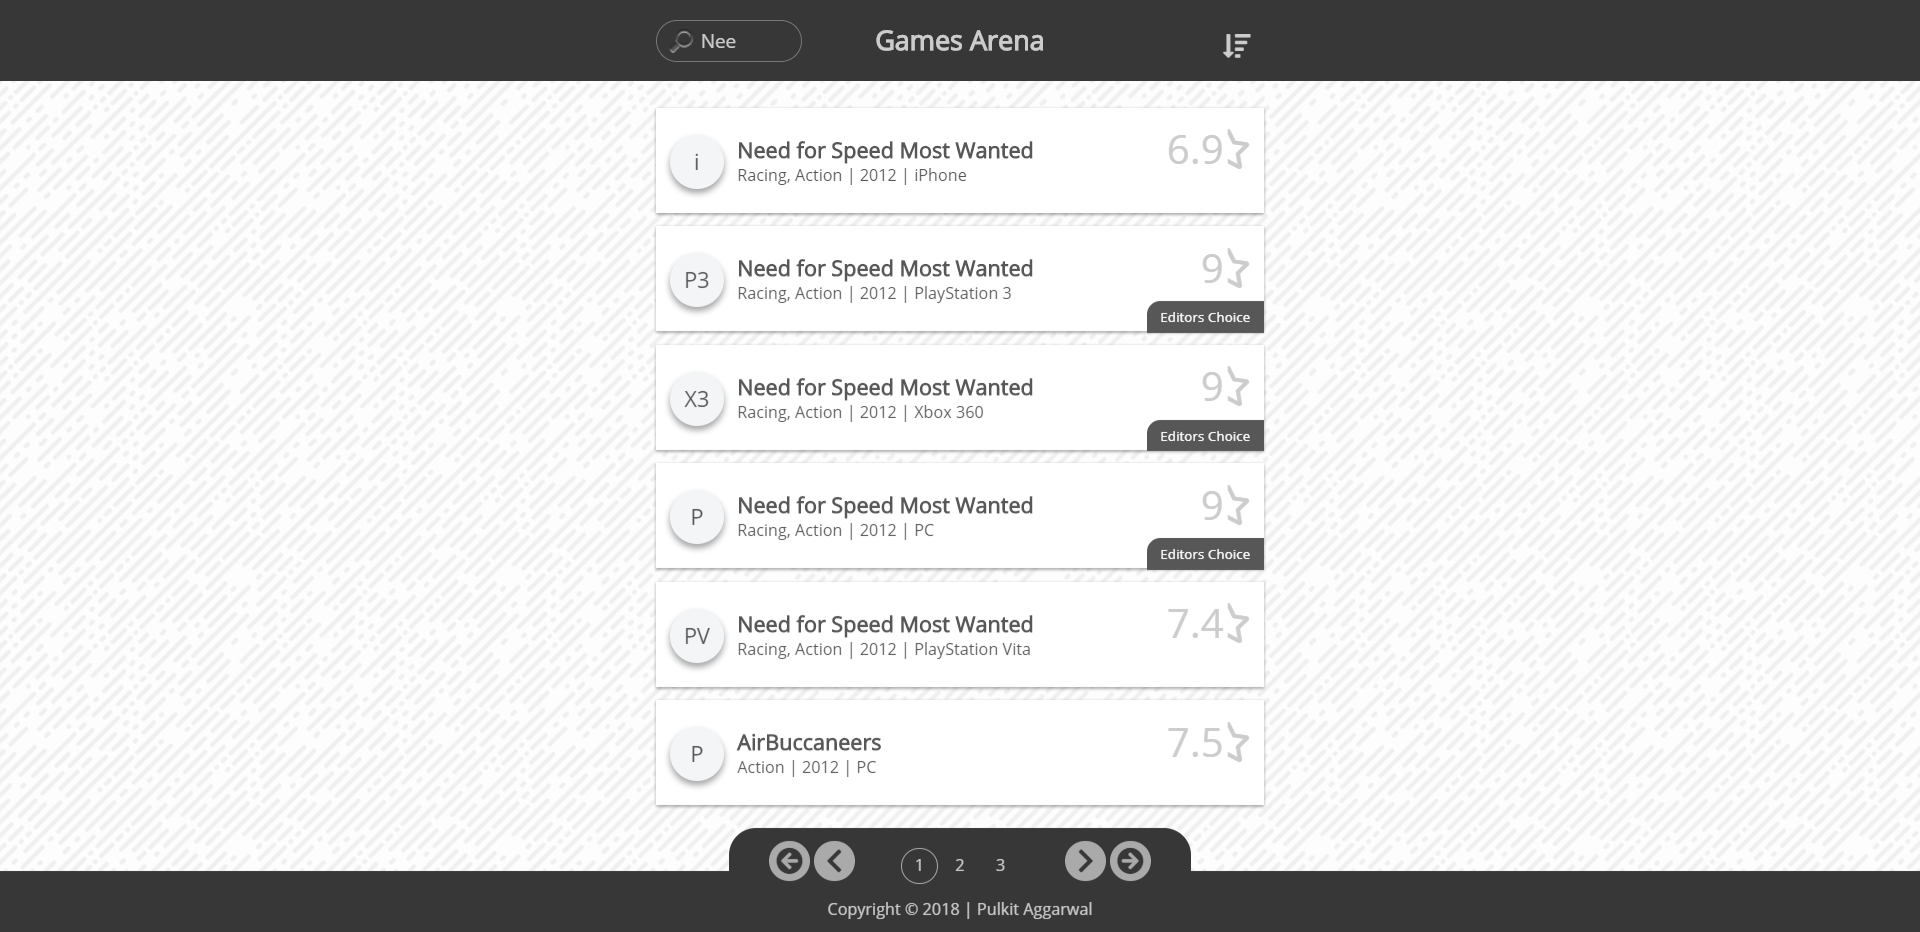 Nee
Games Arena
i
Need for Speed Most Wanted
6.9
Racing, Action | 2012 | iPhone
P3
Need for Speed Most Wanted
9
Racing, Action | 2012 | PlayStation 3
Editors Choice
X3
Need for Speed Most Wanted
9
Racing, Action | 2012 | Xbox 360
Editors Choice
P
Need for Speed Most Wanted
9
Racing, Action | 2012 | PC
Editors Choice
PV
Need for Speed Most Wanted
7.4
Racing, Action | 2012 | PlayStation Vita
P
AirBuccaneers
7.5
Action | 2012 | PC
1 2 3
Copyright © 2018 | Pulkit Aggarwal